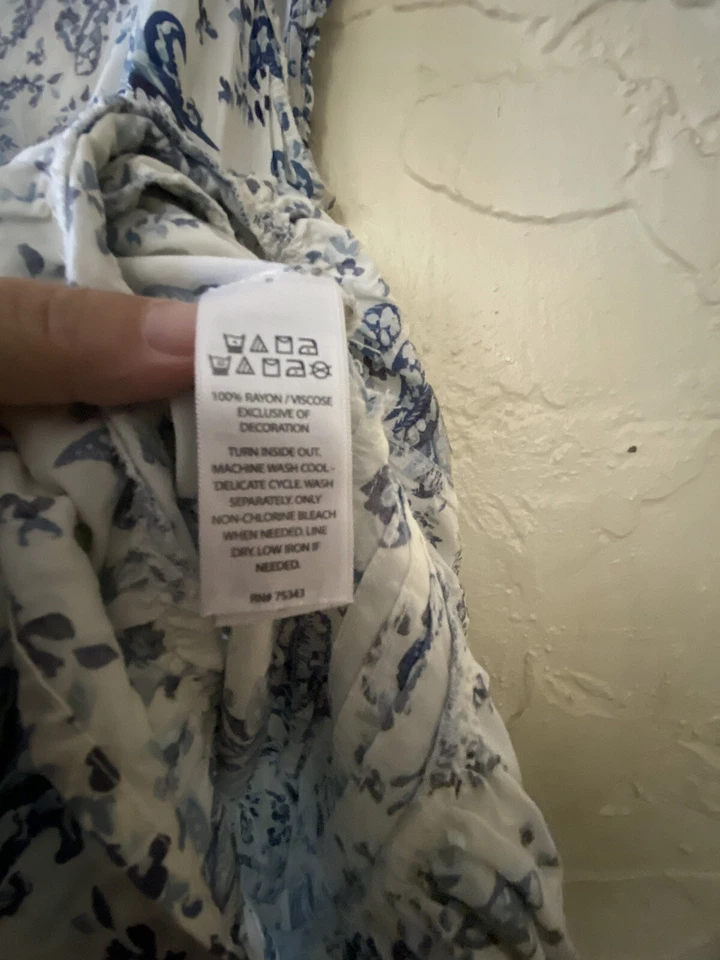 100% RAYON / VISCOSE
EXCLUSIVE OF
DECORATION
TURN INSIDE OUT.
MACHINE WASH COOL -
DELICATE CYCLE. WASH
SEPARATELY. ONLY
NON-CHLORINE BLEACH
WHEN NEEDED. LINE
DRY. LOW IRON IF
NEEDED.
RN# 75343